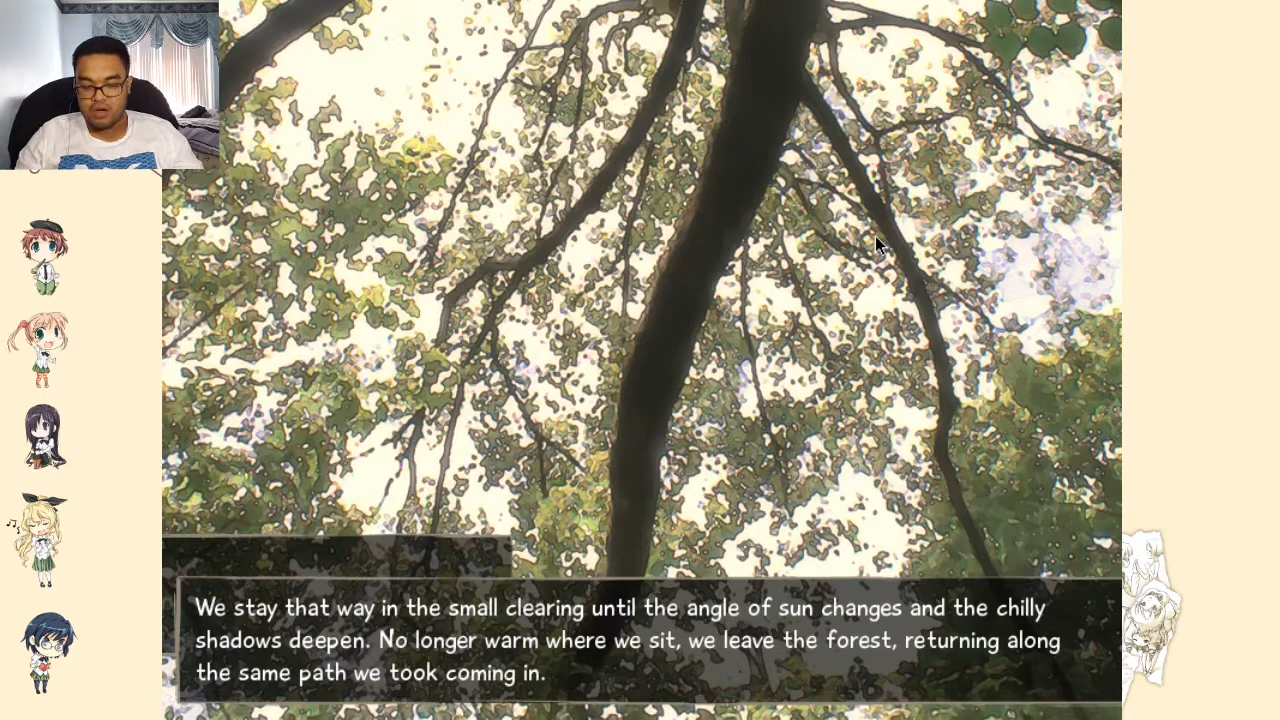 We stay that way in the small clearing until the angle of sun changes and the chilly
shadows deepen. No longer warm where we sit, we leave the forest, returning along
the same path we took coming in.